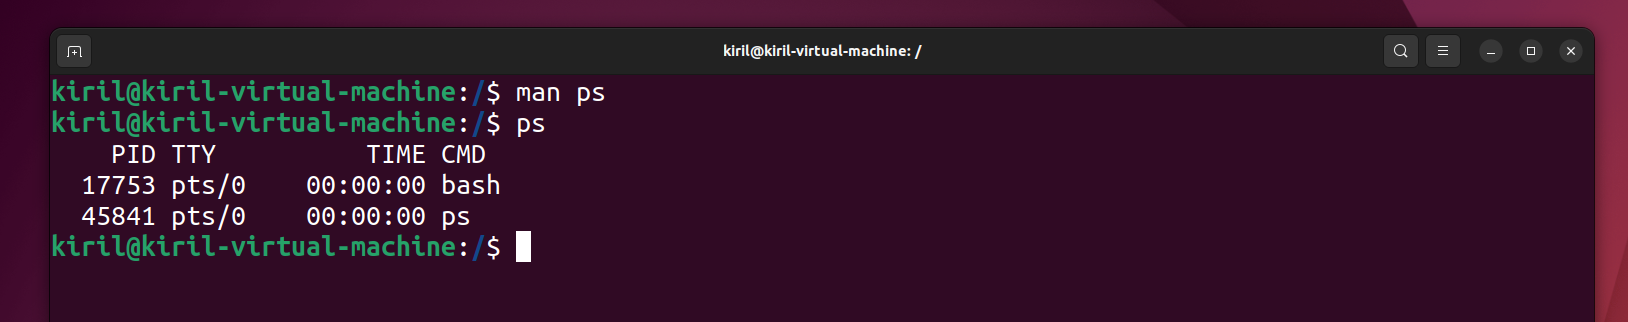 kiril@kiril-virtual-machine: /
kiril@kiril-virtual-machine:/$ man ps
kiril@kiril-virtual-machine:/$ ps
    PID TTY          TIME CMD
  17753 pts/0    00:00:00 bash
  45841 pts/0    00:00:00 ps
kiril@kiril-virtual-machine:/$